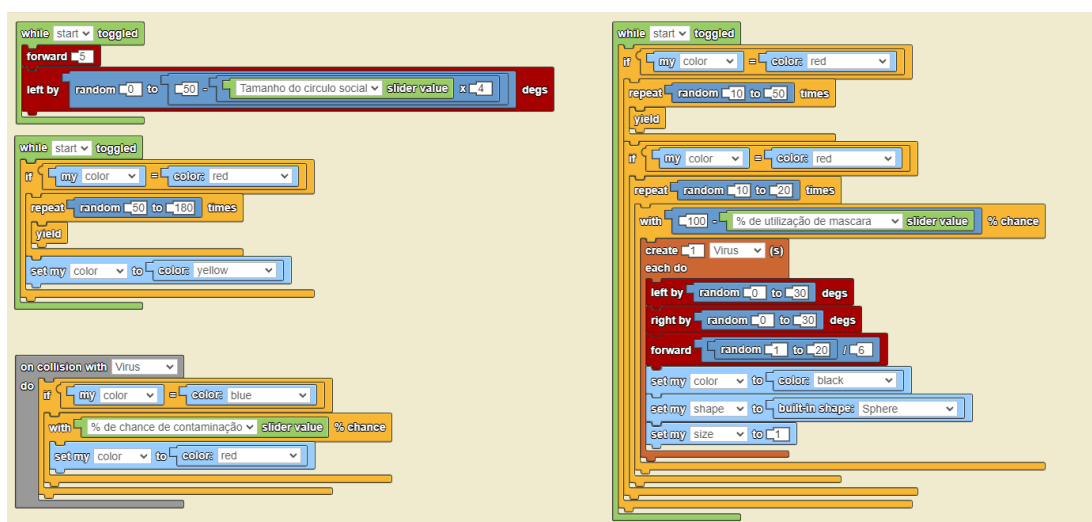 while start toggled
forward 5
left by random 0 to 50 - Tamanho do circulo social slider value x 4 degs
while start toggled
if my color = color: red
repeat random 50 to 180 times
yield
set my color to color: yellow
on collision with Virus
do if my color = color: blue
with % de chance de contaminação slider value % chance
set my color to color: red
while start toggled
if my color = color: red
repeat random 10 to 50 times
yield
if my color = color: red
repeat random 10 to 20 times
with 100 - % de utilização de mascara slider value % chance
create 1 Virus (s)
each do
left by random 0 to 30 degs
right by random 0 to 30 degs
forward random 1 to 20 / 6
set my color to color: black
set my shape to built-in shape: Sphere
set my size to 1